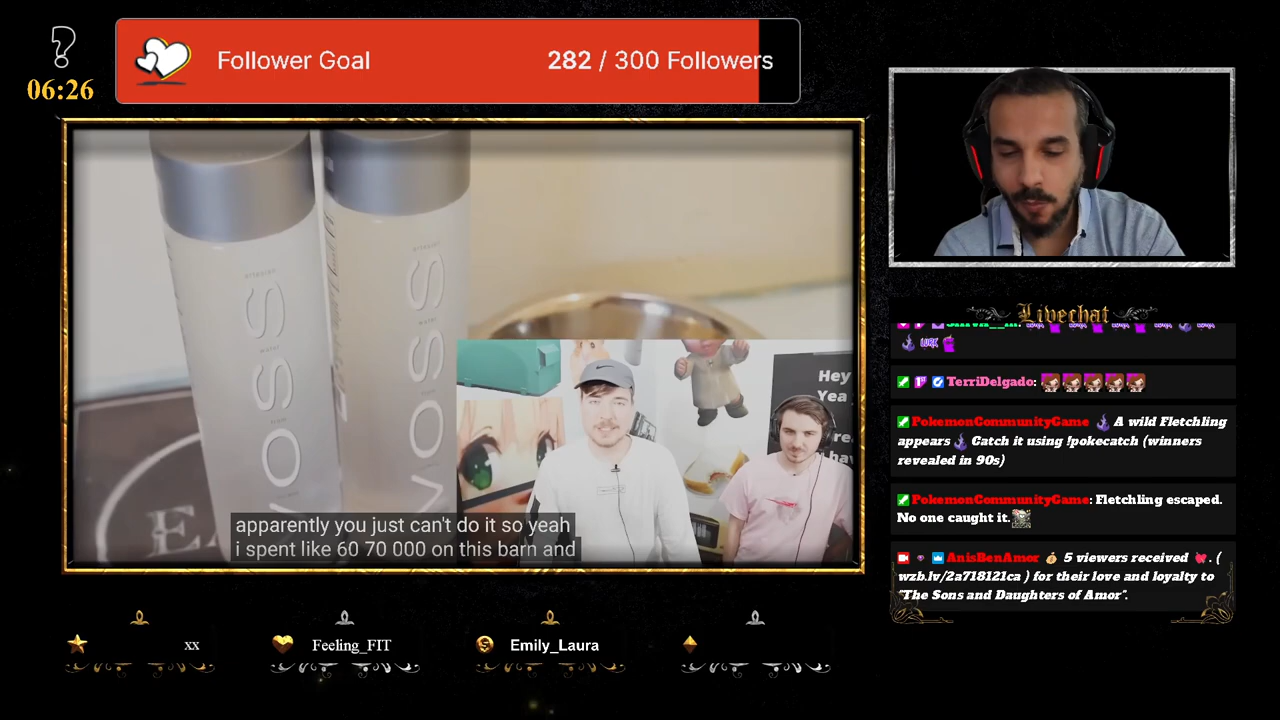 06:26
Follower Goal
282 / 300 Followers
VOSS
VOSS
Hey
Yea
apparently you just can't do it so yeah
i spent like 60 70 000 on this barn and
Livechat
TerriDelgado:
PokemonCommunityGame A wild Fletchling
appears Catch it using !pokecatch (winners
revealed in 90s)
PokemonCommunityGame: Fletchling escaped.
No one caught it.
AnisBenAmor 5 viewers received . (
wzb.lv/2a718121ca ) for their love and loyalty to
"The Sons and Daughters of Amor".
xx
Feeling_FIT
Emily_Laura